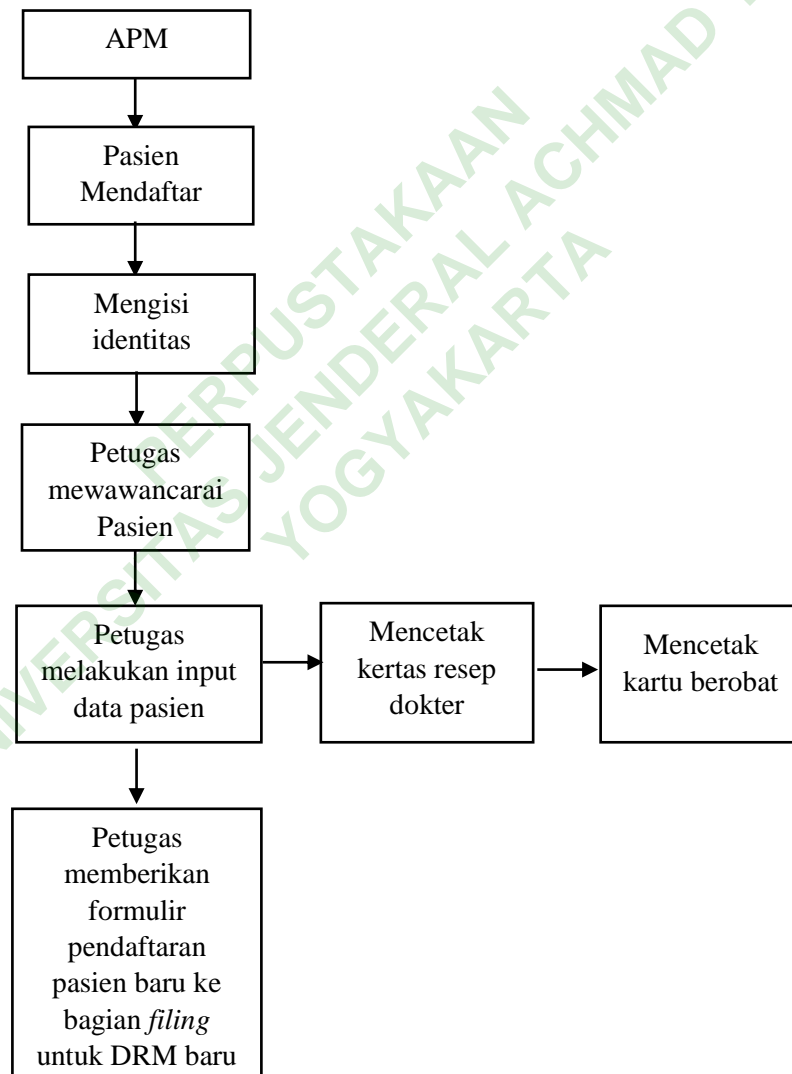 APM
Pasien
Mendaftar
Mengisi
identitas
Petugas
mewawancarai
Pasien
Petugas
melakukan input
data pasien
Mencetak
kertas resep
dokter
Mencetak
kartu berobat
Petugas
memberikan
formulir
pendaftaran
pasien baru ke
bagian filing
untuk DRM baru
PERPUSTAKAAN
UNIVERSITAS JENDERAL ACHMAD
YOGYAKARTA